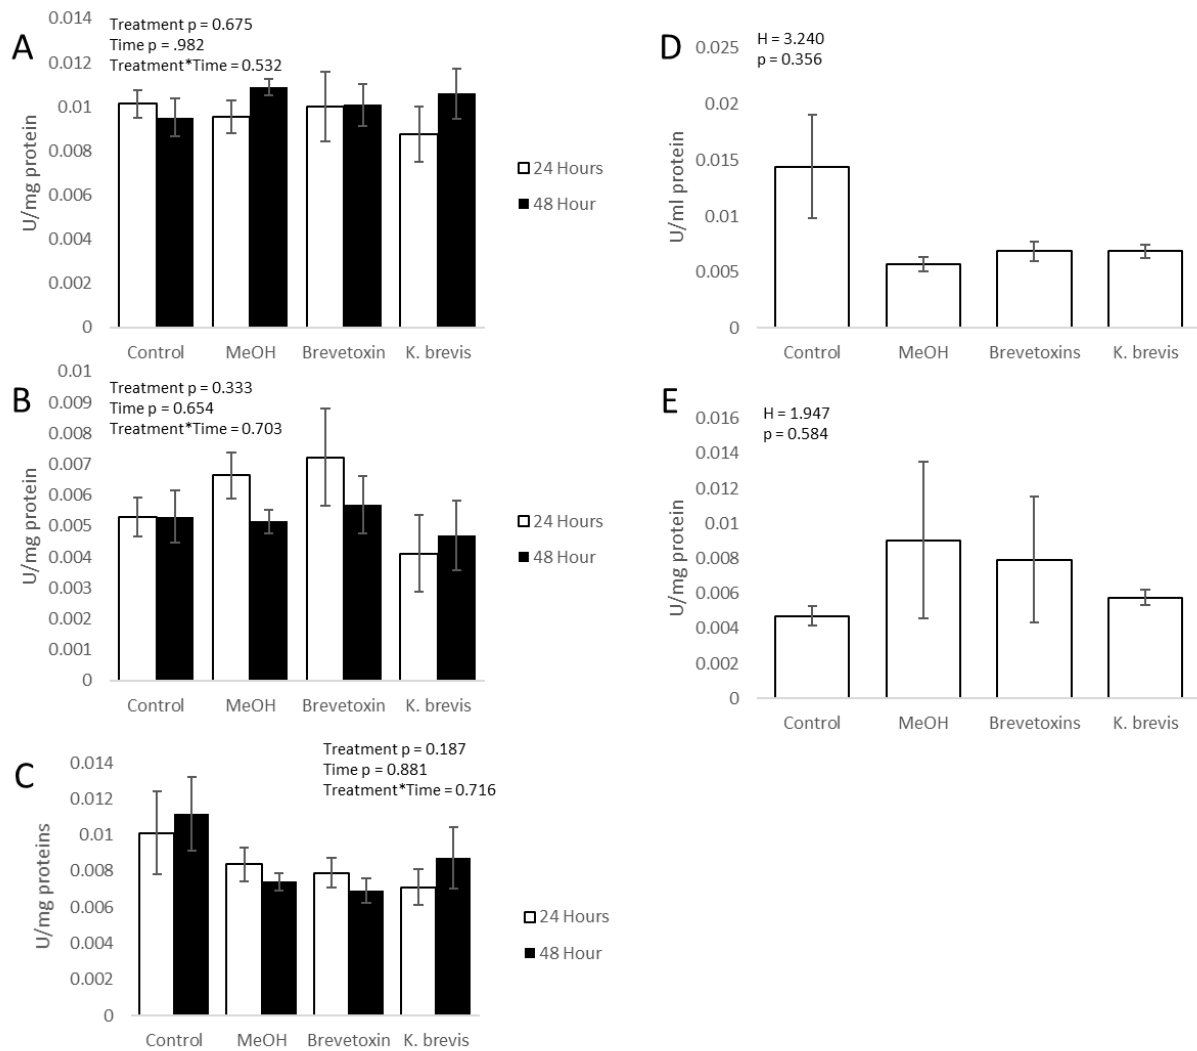 A
Treatment p = 0.675
Time p = .982
Treatment*Time = 0.532
U/mg protein
0.014
0.012
0.01
0.008
0.006
0.004
0.002
0
Control MeOH Brevetoxin K. brevis
24 Hours
48 Hour
B
Treatment p = 0.333
Time p = 0.654
Treatment*Time = 0.703
U/mg protein
0.01
0.009
0.008
0.007
0.006
0.005
0.004
0.003
0.002
0.001
0
Control MeOH Brevetoxin K. brevis
24 Hours
48 Hour
C
Treatment p = 0.187
Time p = 0.881
Treatment*Time = 0.716
U/mg proteins
0.014
0.012
0.01
0.008
0.006
0.004
0.002
0
Control MeOH Brevetoxin K. brevis
24 Hours
48 Hour
D
H = 3.240
p = 0.356
U/ml protein
0.025
0.02
0.015
0.01
0.005
0
Control MeOH Brevetoxins K. brevis
E
H = 1.947
p = 0.584
U/mg protein
0.016
0.014
0.012
0.01
0.008
0.006
0.004
0.002
0
Control MeOH Brevetoxins K. brevis